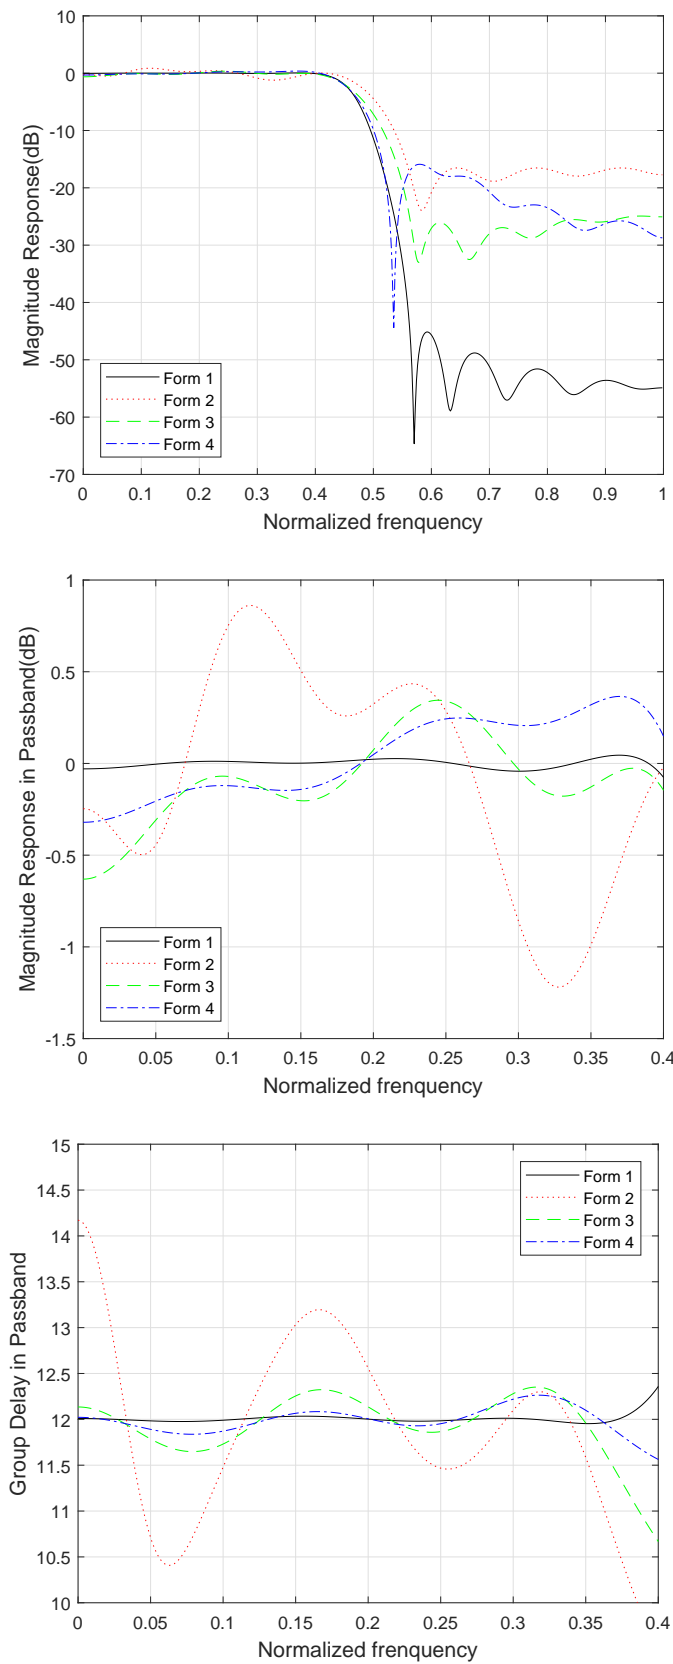 Magnitude Response(dB)
10
0
-10
-20
-30
-40
-50
-60
-70
Form 1
Form 2
Form 3
Form 4
0 0.1 0.2 0.3 0.4 0.5 0.6 0.7 0.8 0.9 1
Normalized frenquency
Magnitude Response in Passband(dB)
1
0.5
0
-0.5
-1
-1.5
Form 1
Form 2
Form 3
Form 4
0 0.05 0.1 0.15 0.2 0.25 0.3 0.35 0.4
Normalized frenquency
Group Delay in Passband
15
14.5
14
13.5
13
12.5
12
11.5
11
10.5
10
Form 1
Form 2
Form 3
Form 4
0 0.05 0.1 0.15 0.2 0.25 0.3 0.35 0.4
Normalized frenquency